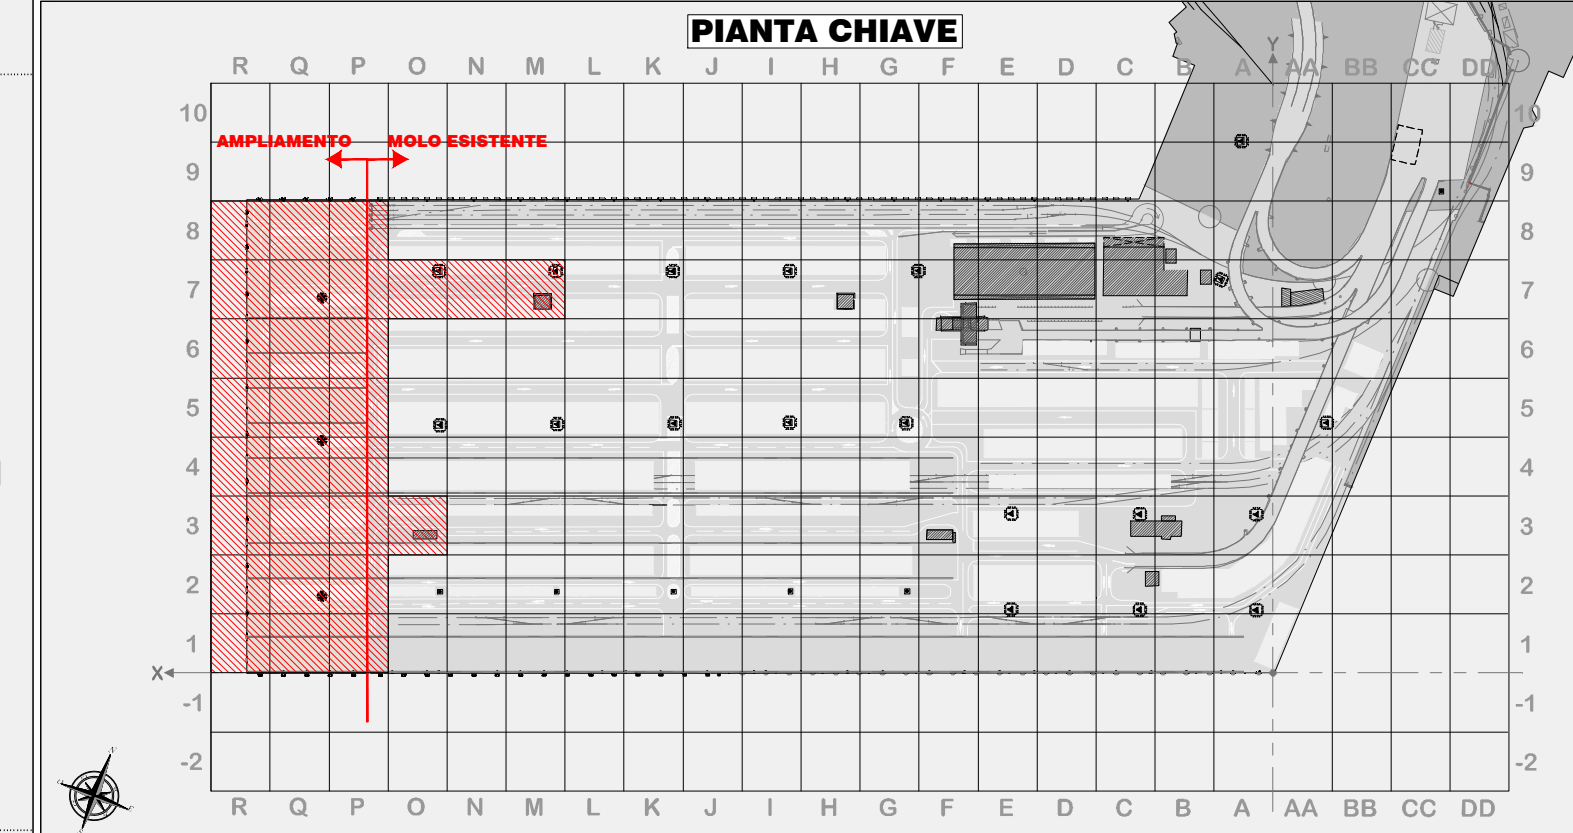 PIANTA CHIAVE
Y
R Q P O N M L K J I H G F E D C B A AA BB CC DD
10 10
AMPLIAMENTO MOLO ESISTENTE
9 9
8 8
7 7
6 6
5 5
4 4
3 3
2 2
1 1
X
-1 -1
-2 -2
N
R Q P O N M L K J I H G F E D C B A AA BB CC DD